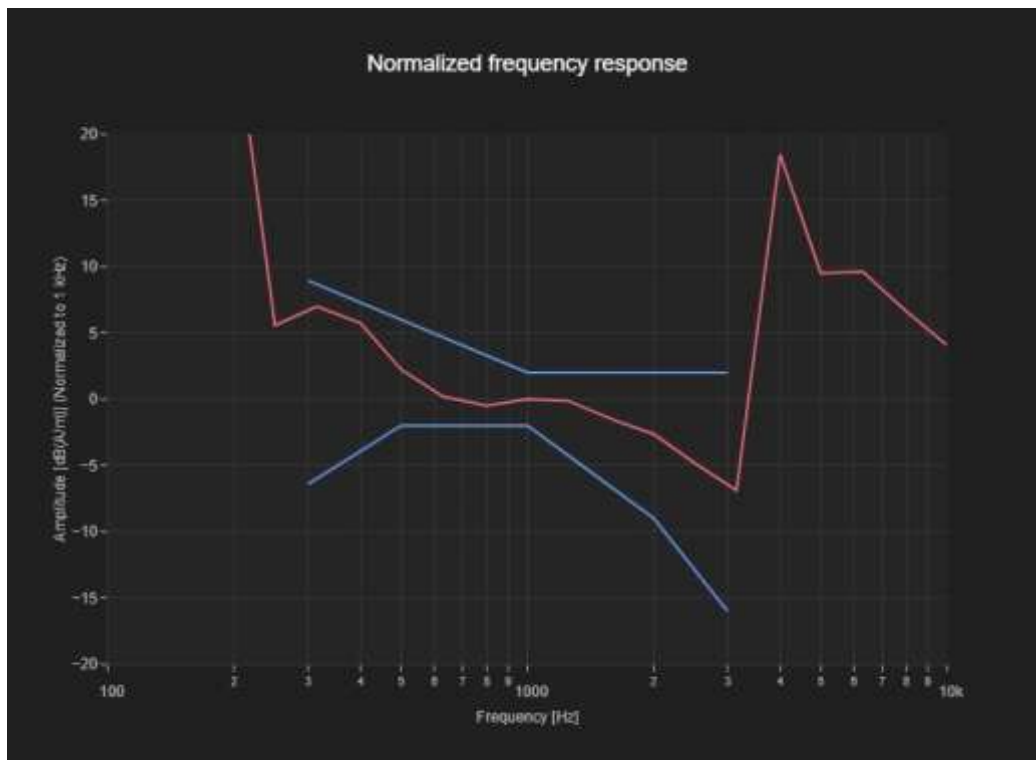 Normalized frequency response
20
15
10
5
0
−5
−10
−15
−20
Amplitude [dB(A/m)] (Normalized to 1 kHz)
2 3 4 5 6 7 8 9 2 3 4 5 6 7 8 9
100 1000 10k
Frequency [Hz]